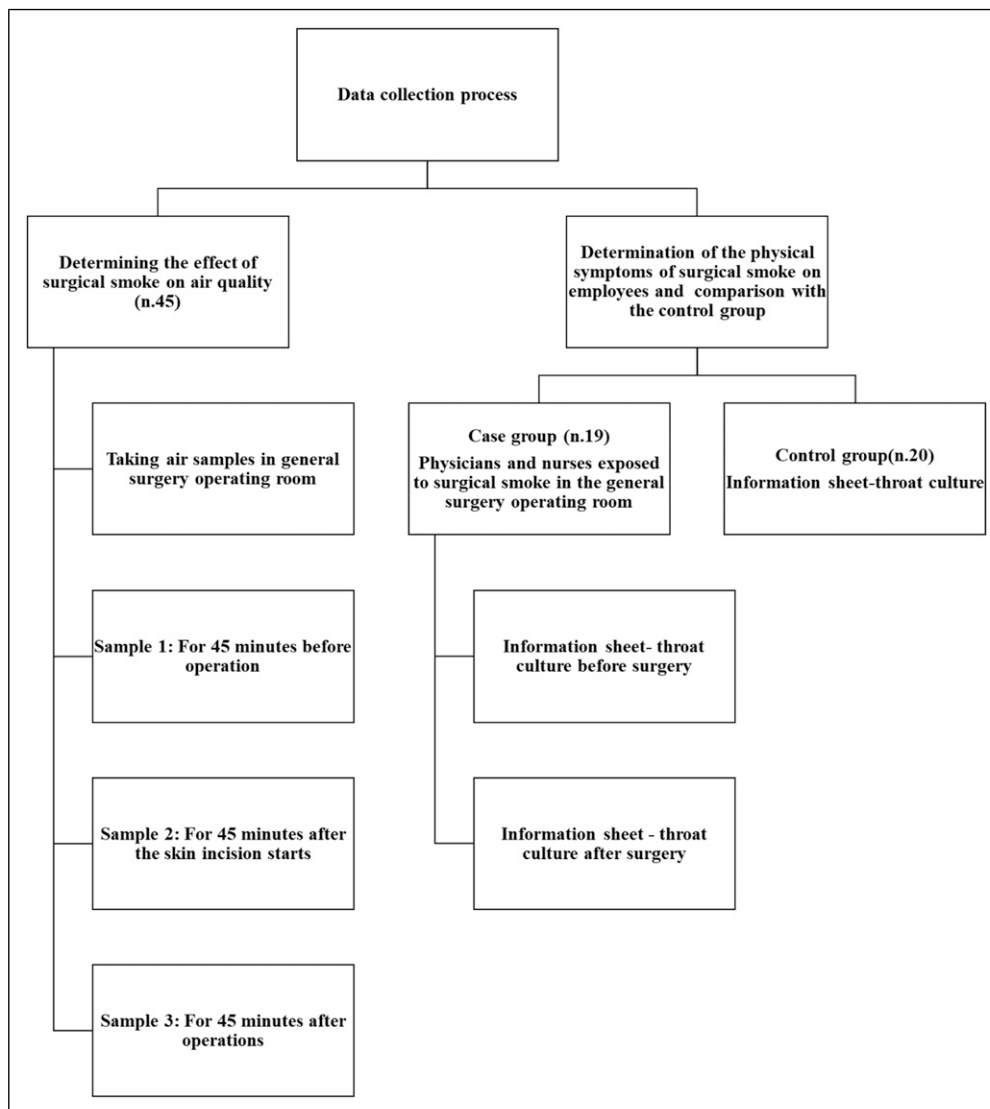 Data collection process
Determining the effect of
surgical smoke on air quality
(n.45)
Determination of the physical
symptoms of surgical smoke on
employees and comparison with
the control group
Taking air samples in general
surgery operating room
Sample 1: For 45 minutes before
operation
Sample 2: For 45 minutes after
the skin incision starts
Sample 3: For 45 minutes after
operations
Case group (n.19)
Physicians and nurses exposed
to surgical smoke in the general
surgery operating room
Information sheet- throat
culture before surgery
Information sheet - throat
culture after surgery
Control group(n.20)
Information sheet-throat culture